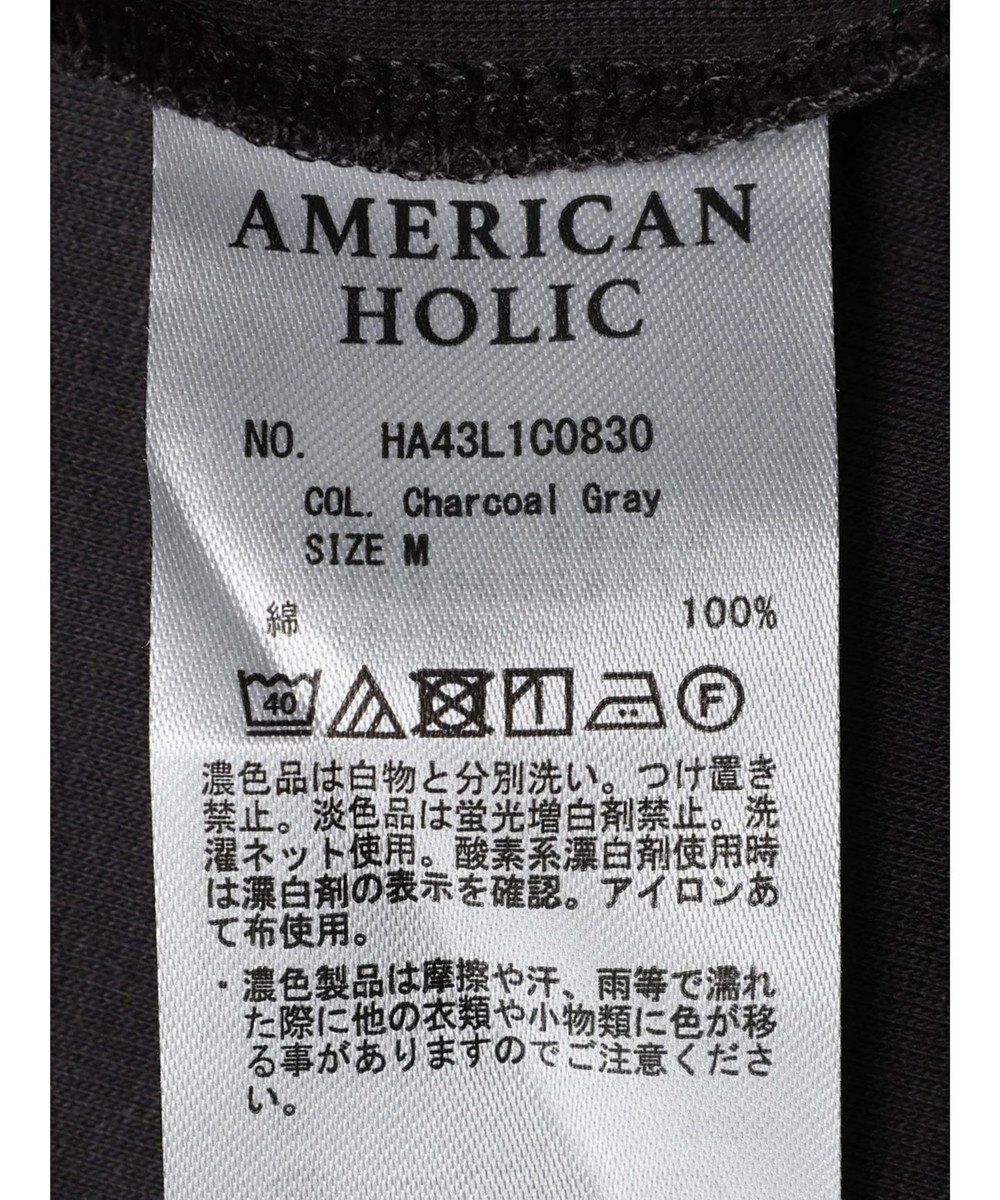 AMERICAN
HOLIC
NO. HA43L1C0830
COL. Charcoal Gray
SIZE M
綿 100%
40 F
濃色品は白物と分別洗い。つけ置き
禁止。淡色品は蛍光増白剤禁止。洗
濯ネット使用。酸素系漂白剤使用時
は漂白剤の表示を確認。アイロンあ
て布使用。
・濃色製品は摩擦や汗、雨等で濡れ
た際に他の衣類や小物類に色が移
る事がありますのでご注意くださ
い。